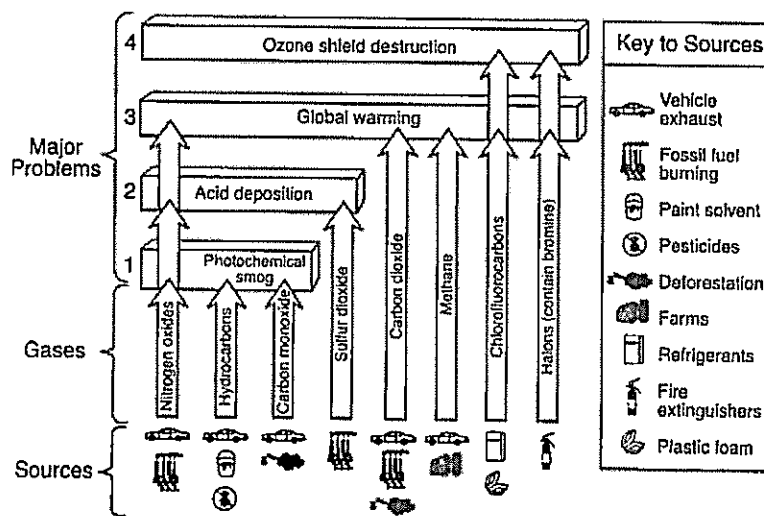 4
Ozone shield destruction
3
Global warming
Major
Problems
2
Acid deposition
1
Photochemical
smog
Gases
Nitrogen oxides
Hydrocarbons
Carbon monoxide
Sulfur dioxide
Carbon dioxide
Methane
Chlorofluorocarbons
Halons (contain bromine)
Sources
Key to Sources
Vehicle
exhaust
Fossil fuel
burning
Paint solvent
Pesticides
Deforestation
Farms
Refrigerants
Fire
extinguishers
Plastic foam